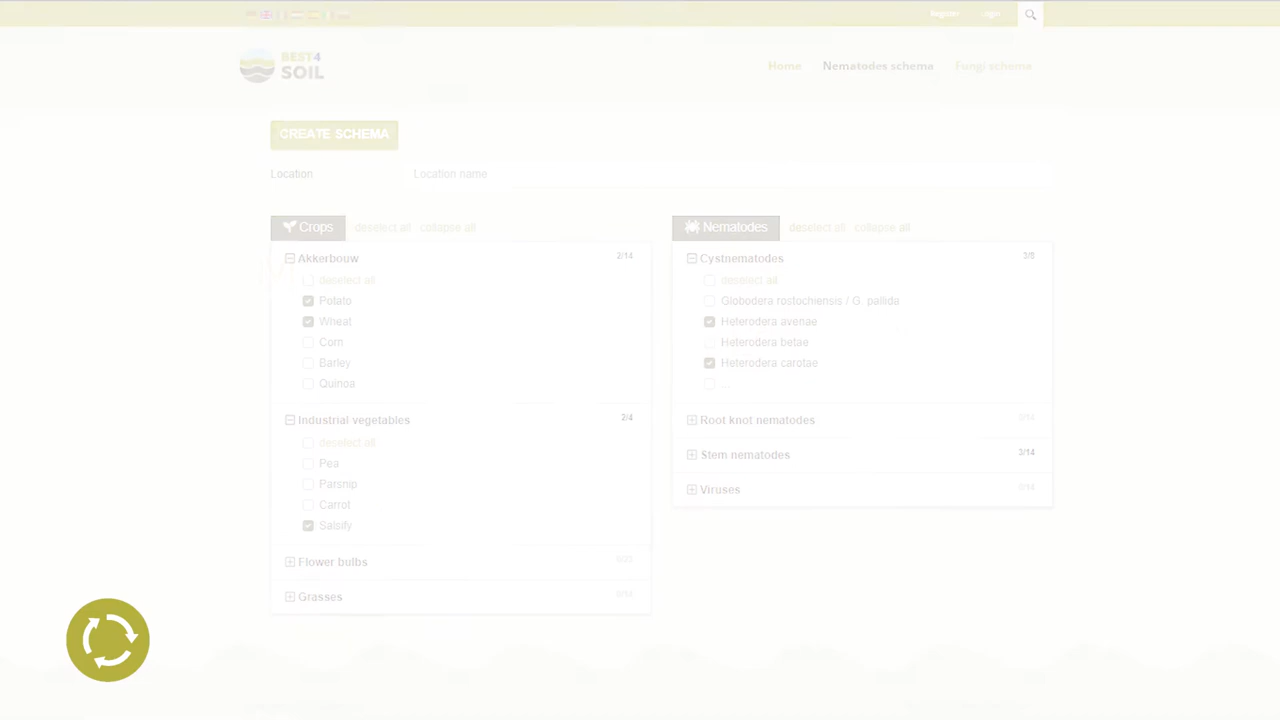 Register
login
BEST4
SOIL
Home
Nematodes schema
Fungi schema
CREATE SCHEMA
Location
Location name
Crops
deselect all
collapse all
Akkerbouw
2/14
deselect all
Potato
Wheat
Corn
Barley
Quinoa
Industrial vegetables
2/4
deselect all
Pea
Parsnip
Carrot
Salsify
Flower bulbs
Grasses
Nematodes
deselect all
collapse all
Cystnematodes
deselect all
Globodera rostochiensis / G. pallida
Heterodera avenae
Heterodera betae
Heterodera carotae
...
Root knot nematodes
Stem nematodes
3/14
Viruses